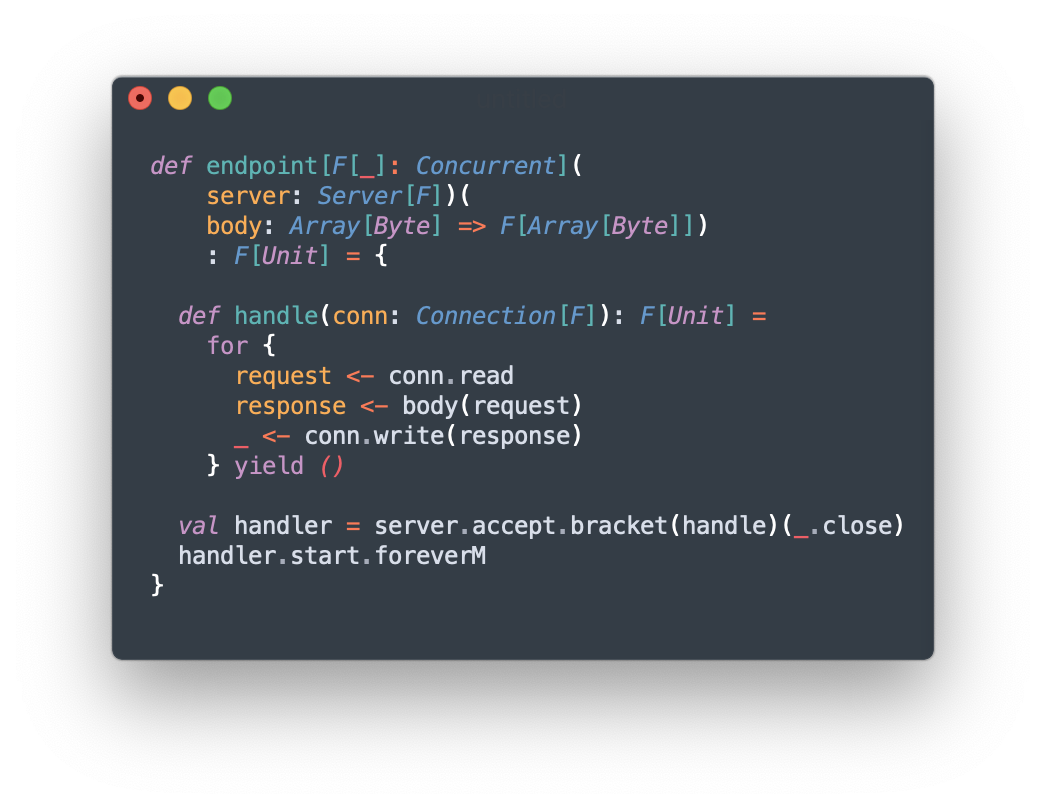 def endpoint[F[_]: Concurrent](
    server: Server[F])(
    body: Array[Byte] => F[Array[Byte]])
    : F[Unit] = {

  def handle(conn: Connection[F]): F[Unit] =
    for {
      request <- conn.read
      response <- body(request)
      _ <- conn.write(response)
    } yield ()

  val handler = server.accept.bracket(handle)(_.close)
  handler.start.foreverM
}